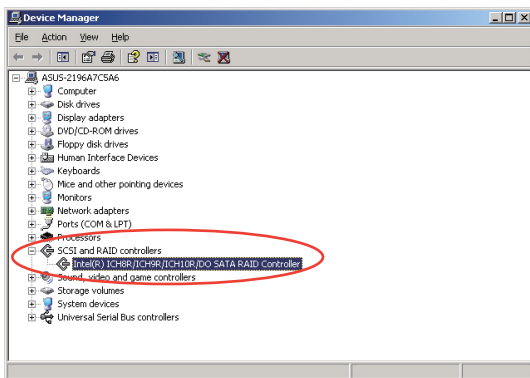 Device Manager
File Action View Help
ASUS-2196A7C5A6
Computer
Disk drives
Display adapters
DVD/CD-ROM drives
Floppy disk drives
Human Interface Devices
Keyboards
Mice and other pointing devices
Monitors
Network adapters
Ports (COM & LPT)
Processors
SCSI and RAID controllers
Intel(R) ICH8R/ICH9R/ICH10R/DO SATA RAID Controller
Sound, video and game controllers
Storage volumes
System devices
Universal Serial Bus controllers